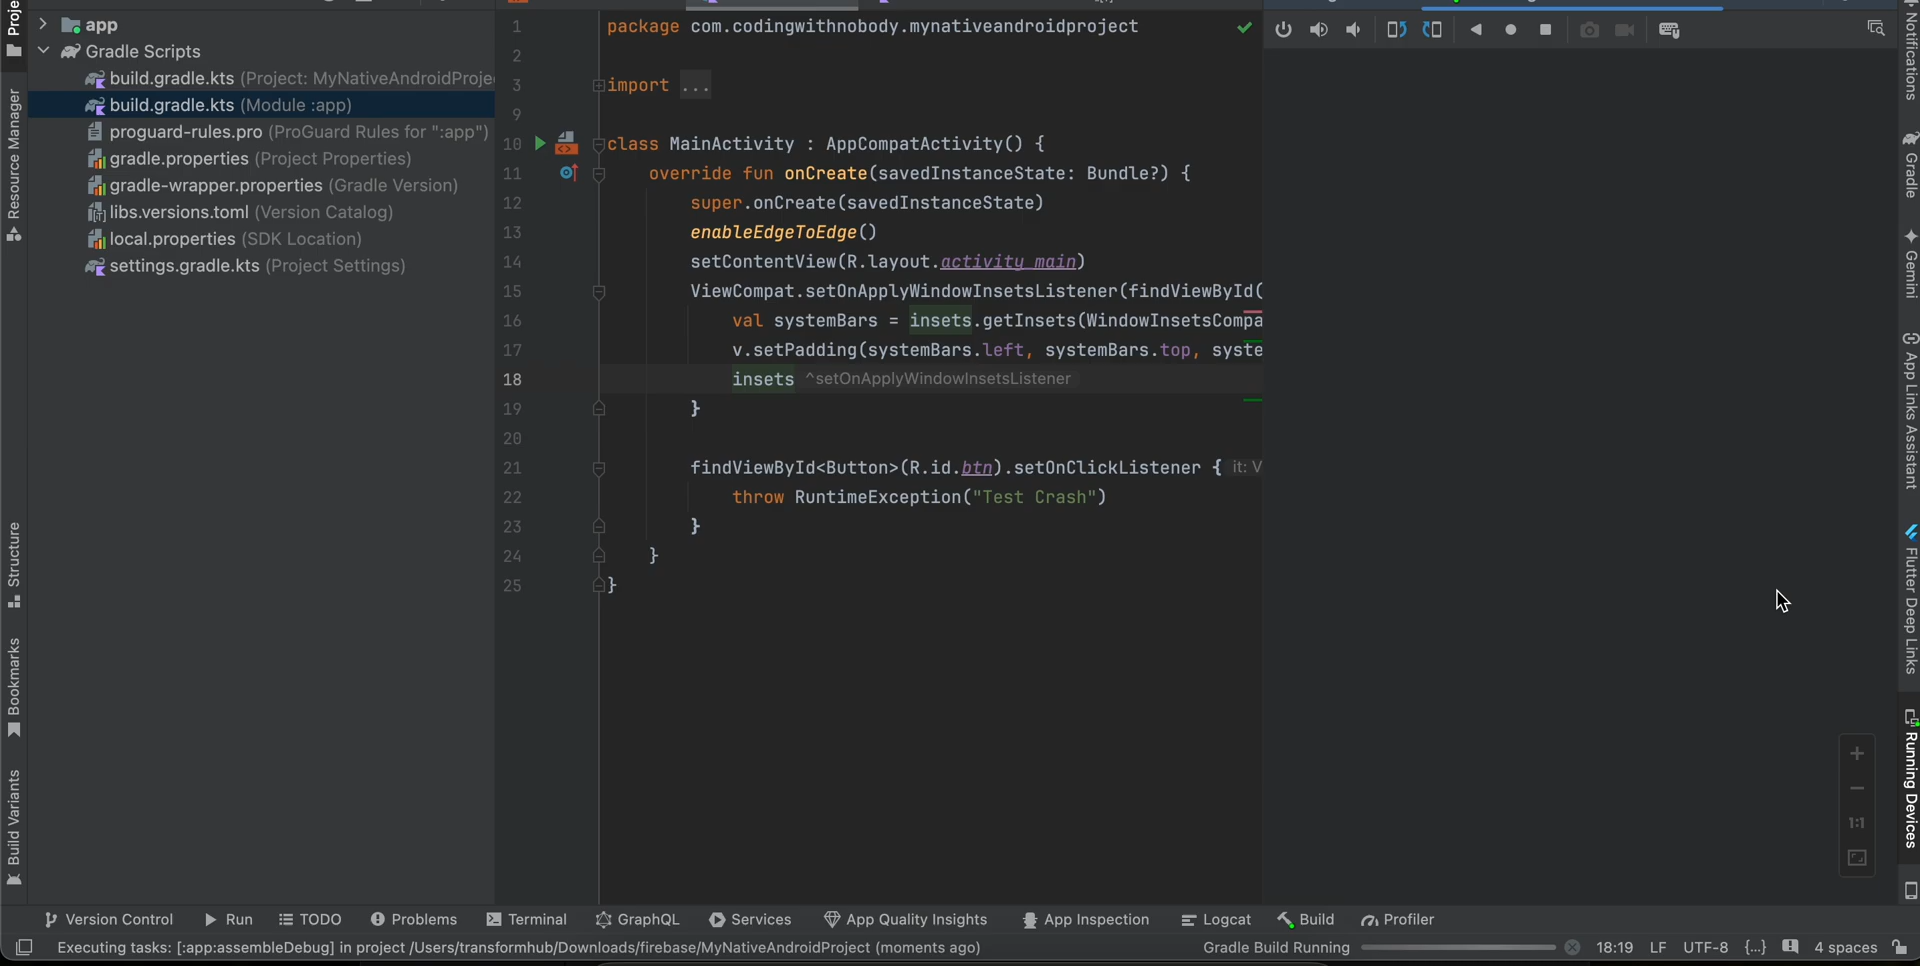 Proje
Resource Manager
Structure
Bookmarks
Build Variants
app
Gradle Scripts
build.gradle.kts (Project: MyNativeAndroidProje
build.gradle.kts (Module :app)
proguard-rules.pro (ProGuard Rules for ":app")
gradle.properties (Project Properties)
gradle-wrapper.properties (Gradle Version)
libs.versions.toml (Version Catalog)
local.properties (SDK Location)
settings.gradle.kts (Project Settings)
1 package com.codingwithnobody.mynativeandroidproject
2
3 import ...
9
10 class MainActivity : AppCompatActivity() {
11 override fun onCreate(savedInstanceState: Bundle?) {
12 super.onCreate(savedInstanceState)
13 enableEdgeToEdge()
14 setContentView(R.layout.activity_main)
15 ViewCompat.setOnApplyWindowInsetsListener(findViewById(
16 val systemBars = insets.getInsets(WindowInsetsCompa
17 v.setPadding(systemBars.left, systemBars.top, syste
18 insets ^setOnApplyWindowInsetsListener
19 }
20
21 findViewById<Button>(R.id.btn).setOnClickListener { it: V
22 throw RuntimeException("Test Crash")
23 }
24 }
25 }
1:1
Notifications
Gradle
Gemini
App Links Assistant
Flutter Deep Links
Running Devices
Version Control Run TODO Problems Terminal GraphQL Services App Quality Insights App Inspection Logcat Build Profiler
Executing tasks: [:app:assembleDebug] in project /Users/transformhub/Downloads/firebase/MyNativeAndroidProject (moments ago) Gradle Build Running 18:19 LF UTF-8 {...} 4 spaces